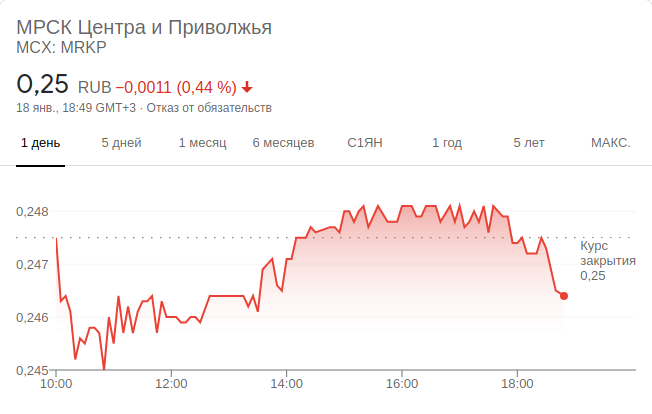 МРСК Центра и Приволжья
MCX: MRKP
0,25 RUB −0,0011 (0,44 %)
18 янв., 18:49 GMT+3 · Отказ от обязательств
1 день 5 дней 1 месяц 6 месяцев С1ЯН 1 год 5 лет МАКС.
0,248
0,247
0,246
0,245
Курс
закрытия
0,25
10:00 12:00 14:00 16:00 18:00